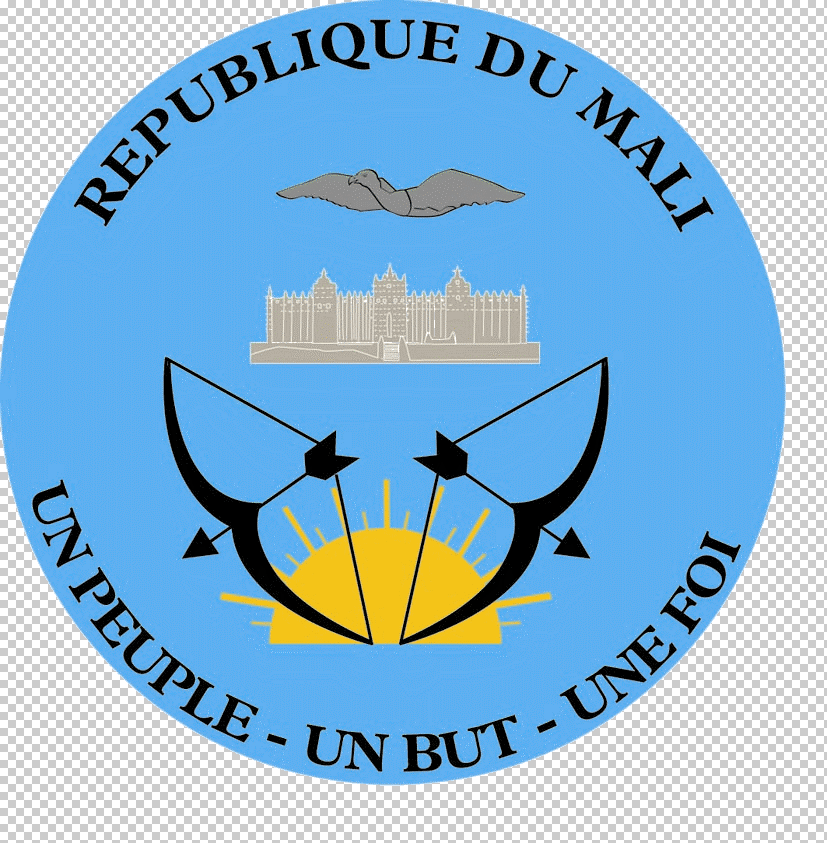 REPUBLIQUE DU MALI
UN PEUPLE - UN BUT - UNE FOI